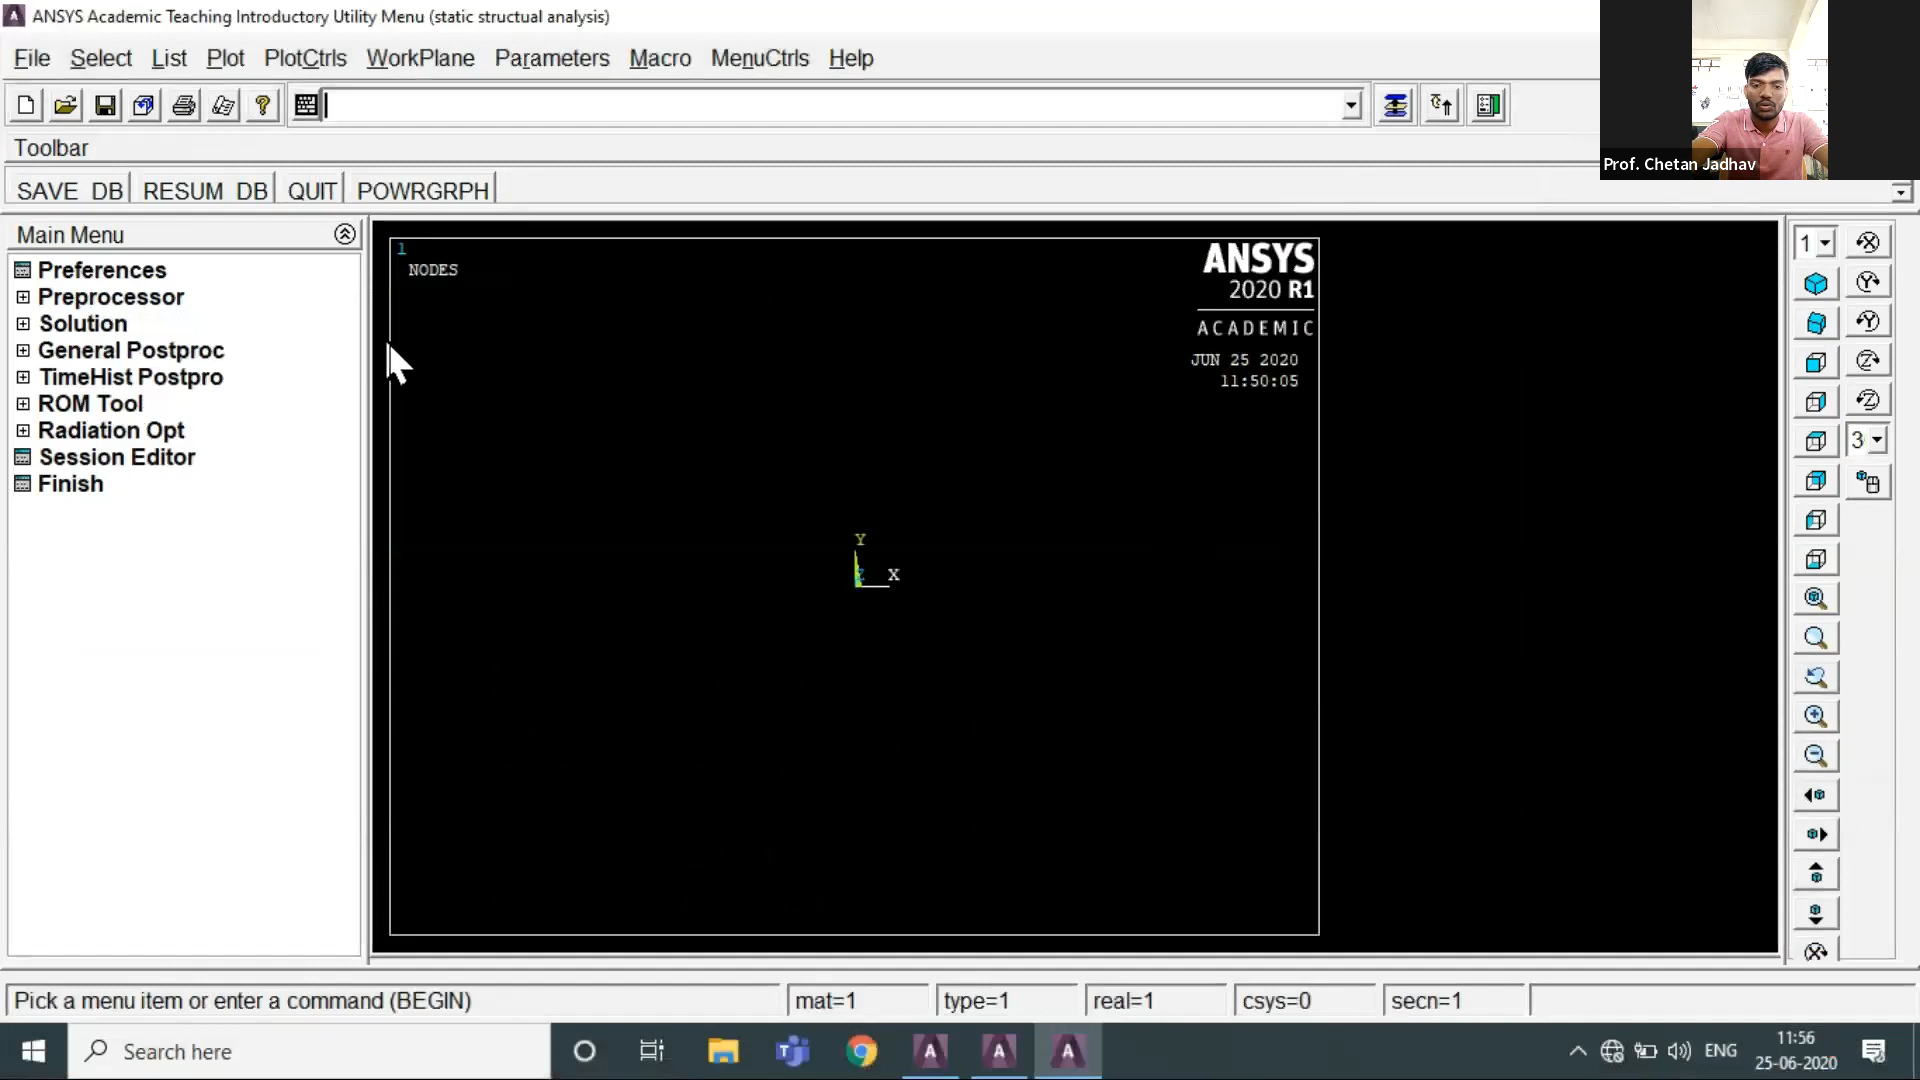 ANSYS Academic Teaching Introductory Utility Menu (static structual analysis)
File Select List Plot PlotCtrls WorkPlane Parameters Macro MenuCtrls Help
Toolbar
SAVE_DB RESUM_DB QUIT POWRGRPH
Prof. Chetan Jadhav
Main Menu
Preferences
Preprocessor
Solution
General Postproc
TimeHist Postpro
ROM Tool
Radiation Opt
Session Editor
Finish
1
NODES
ANSYS
2020 R1
ACADEMIC
JUN 25 2020
11:50:05
Y
Z X
1
X
Y
Y
Z
Z
3
X
Pick a menu item or enter a command (BEGIN) mat=1 type=1 real=1 csys=0 secn=1
Search here
ENG
11:56
25-06-2020